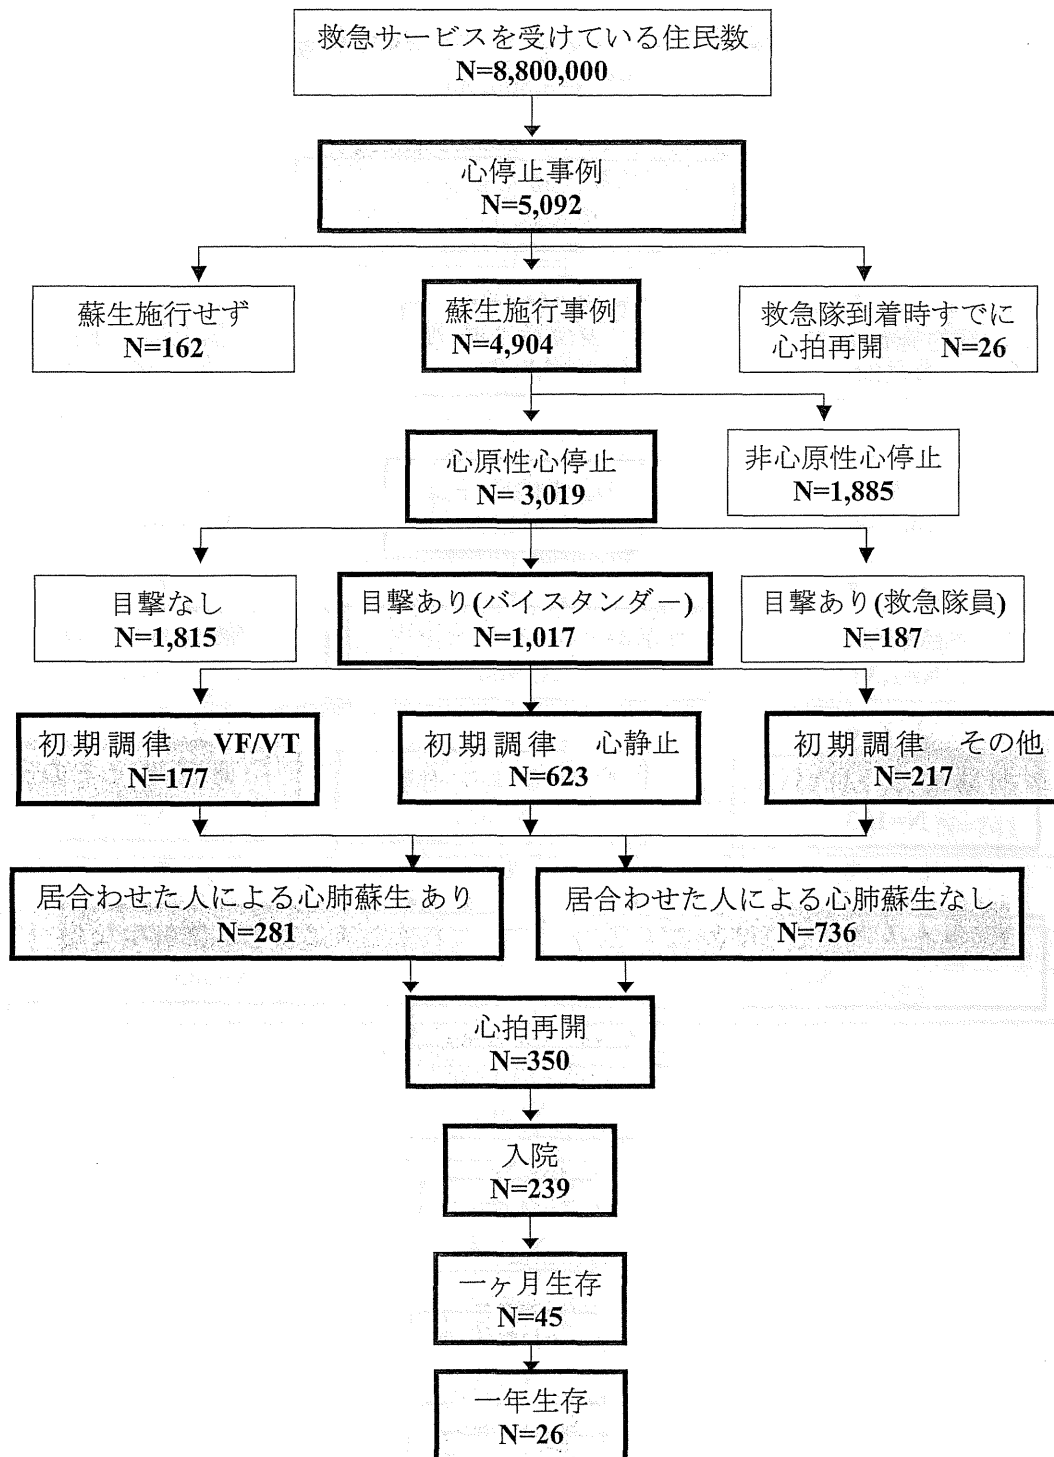 救急サービスを受けている住民数
N=8,800,000
心停止事例
N=5,092
蘇生施行せず
N=162
蘇生施行事例
N=4,904
救急隊到着時すでに
心拍再開 N=26
心原性心停止
N= 3,019
非心原性心停止
N=1,885
目撃なし
N=1,815
目撃あり(バイスタンダー)
N=1,017
目撃あり(救急隊員)
N=187
初期調律 VF/VT
N=177
初期調律 心静止
N=623
初期調律 その他
N=217
居合わせた人による心肺蘇生 あり
N=281
居合わせた人による心肺蘇生なし
N=736
心拍再開
N=350
入院
N=239
一ヶ月生存
N=45
一年生存
N=26